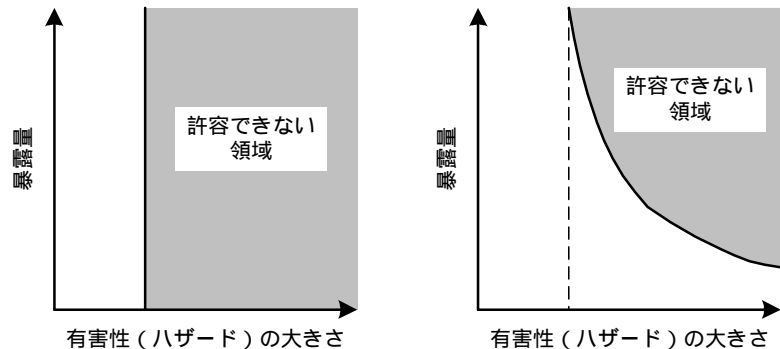 暴露量
許容できない
領域
有害性（ハザード）の大きさ
暴露量
許容できない
領域
有害性（ハザード）の大きさ